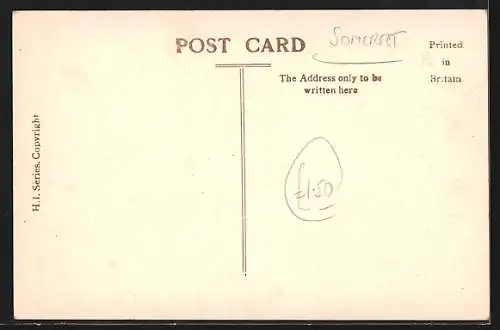 POST CARD
SOMERSET
Printed
in
Britain
The Address only to be
written here
H.I. Series. Copyright
£1.50